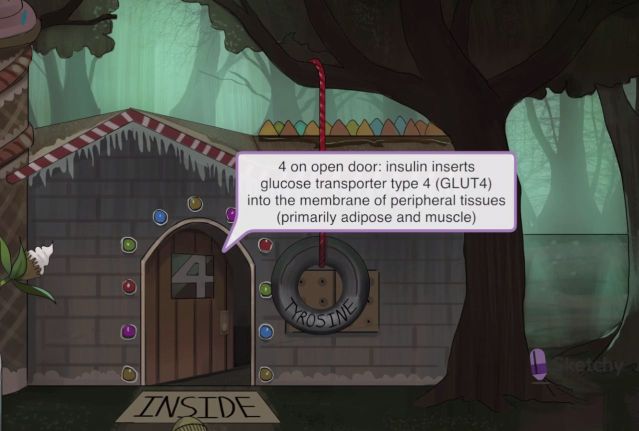 4 on open door: insulin inserts
glucose transporter type 4 (GLUT4)
into the membrane of peripheral tissues
(primarily adipose and muscle)
4
TYROSINE
Sketchy
INSIDE